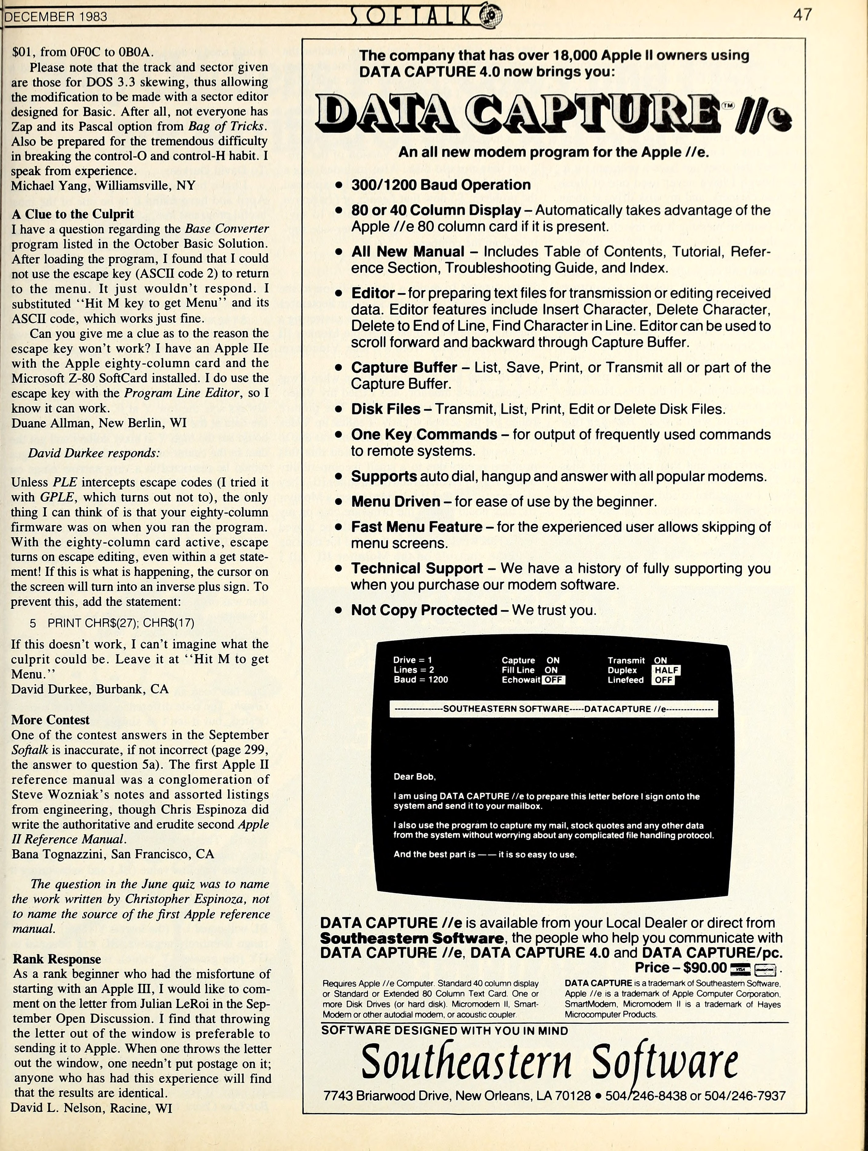 DECEMBER 1983
SOFTALK
47
$01, from 0F0C to 0B0A.
Please note that the track and sector given
are those for DOS 3.3 skewing, thus allowing
the modification to be made with a sector editor
designed for Basic. After all, not everyone has
Zap and its Pascal option from Bag of Tricks.
Also be prepared for the tremendous difficulty
in breaking the control-O and control-H habit. I
speak from experience.
Michael Yang, Williamsville, NY
A Clue to the Culprit
I have a question regarding the Base Converter
program listed in the October Basic Solution.
After loading the program, I found that I could
not use the escape key (ASCII code 2) to return
to the menu. It just wouldn't respond. I
substituted "Hit M key to get Menu" and its
ASCII code, which works just fine.
Can you give me a clue as to the reason the
escape key won't work? I have an Apple IIe
with the Apple eighty-column card and the
Microsoft Z-80 SoftCard installed. I do use the
escape key with the Program Line Editor, so I
know it can work.
Duane Allman, New Berlin, WI
David Durkee responds:
Unless PLE intercepts escape codes (I tried it
with GPLE, which turns out not to), the only
thing I can think of is that your eighty-column
firmware was on when you ran the program.
With the eighty-column card active, escape
turns on escape editing, even within a get state-
ment! If this is what is happening, the cursor on
the screen will turn into an inverse plus sign. To
prevent this, add the statement:
5 PRINT CHR$(27); CHR$(17)
If this doesn't work, I can't imagine what the
culprit could be. Leave it at "Hit M to get
Menu."
David Durkee, Burbank, CA
More Contest
One of the contest answers in the September
Softalk is inaccurate, if not incorrect (page 299,
the answer to question 5a). The first Apple II
reference manual was a conglomeration of
Steve Wozniak's notes and assorted listings
from engineering, though Chris Espinoza did
write the authoritative and erudite second Apple
II Reference Manual.
Bana Tognazzini, San Francisco, CA
The question in the June quiz was to name
the work written by Christopher Espinoza, not
to name the source of the first Apple reference
manual.
Rank Response
As a rank beginner who had the misfortune of
starting with an Apple III, I would like to com-
ment on the letter from Julian LeRoi in the Sep-
tember Open Discussion. I find that throwing
the letter out of the window is preferable to
sending it to Apple. When one throws the letter
out the window, one needn't put postage on it;
anyone who has had this experience will find
that the results are identical.
David L. Nelson, Racine, WI
The company that has over 18,000 Apple II owners using
DATA CAPTURE 4.0 now brings you:
DATA CAPTURE™ //e
An all new modem program for the Apple //e.
• 300/1200 Baud Operation
• 80 or 40 Column Display – Automatically takes advantage of the
Apple //e 80 column card if it is present.
• All New Manual – Includes Table of Contents, Tutorial, Refer-
ence Section, Troubleshooting Guide, and Index.
• Editor – for preparing text files for transmission or editing received
data. Editor features include Insert Character, Delete Character,
Delete to End of Line, Find Character in Line. Editor can be used to
scroll forward and backward through Capture Buffer.
• Capture Buffer – List, Save, Print, or Transmit all or part of the
Capture Buffer.
• Disk Files – Transmit, List, Print, Edit or Delete Disk Files.
• One Key Commands – for output of frequently used commands
to remote systems.
• Supports auto dial, hangup and answer with all popular modems.
• Menu Driven – for ease of use by the beginner.
• Fast Menu Feature – for the experienced user allows skipping of
menu screens.
• Technical Support – We have a history of fully supporting you
when you purchase our modem software.
• Not Copy Proctected – We trust you.
Drive = 1 Capture ON Transmit ON
Lines = 2 Fill Line ON Duplex HALF
Baud = 1200 Echowait OFF Linefeed OFF
----------------SOUTHEASTERN SOFTWARE-----DATACAPTURE //e----------------
Dear Bob,
I am using DATA CAPTURE //e to prepare this letter before I sign onto the
system and send it to your mailbox.
I also use the program to capture my mail, stock quotes and any other data
from the system without worrying about any complicated file handling protocol.
And the best part is — — it is so easy to use.
DATA CAPTURE //e is available from your Local Dealer or direct from
Southeastern Software, the people who help you communicate with
DATA CAPTURE //e, DATA CAPTURE 4.0 and DATA CAPTURE/pc.
Price – $90.00 VISA .
Requires Apple //e Computer. Standard 40 column display
or Standard or Extended 80 Column Text Card. One or
more Disk Drives (or hard disk). Micromodem II, Smart-
Modem or other autodial modem, or acoustic coupler.
DATA CAPTURE is a trademark of Southeastern Software,
Apple //e is a trademark of Apple Computer Corporation,
SmartModem, Micromodem II is a trademark of Hayes
Microcomputer Products.
SOFTWARE DESIGNED WITH YOU IN MIND
Southeastern Software
7743 Briarwood Drive, New Orleans, LA 70128 • 504/246-8438 or 504/246-7937